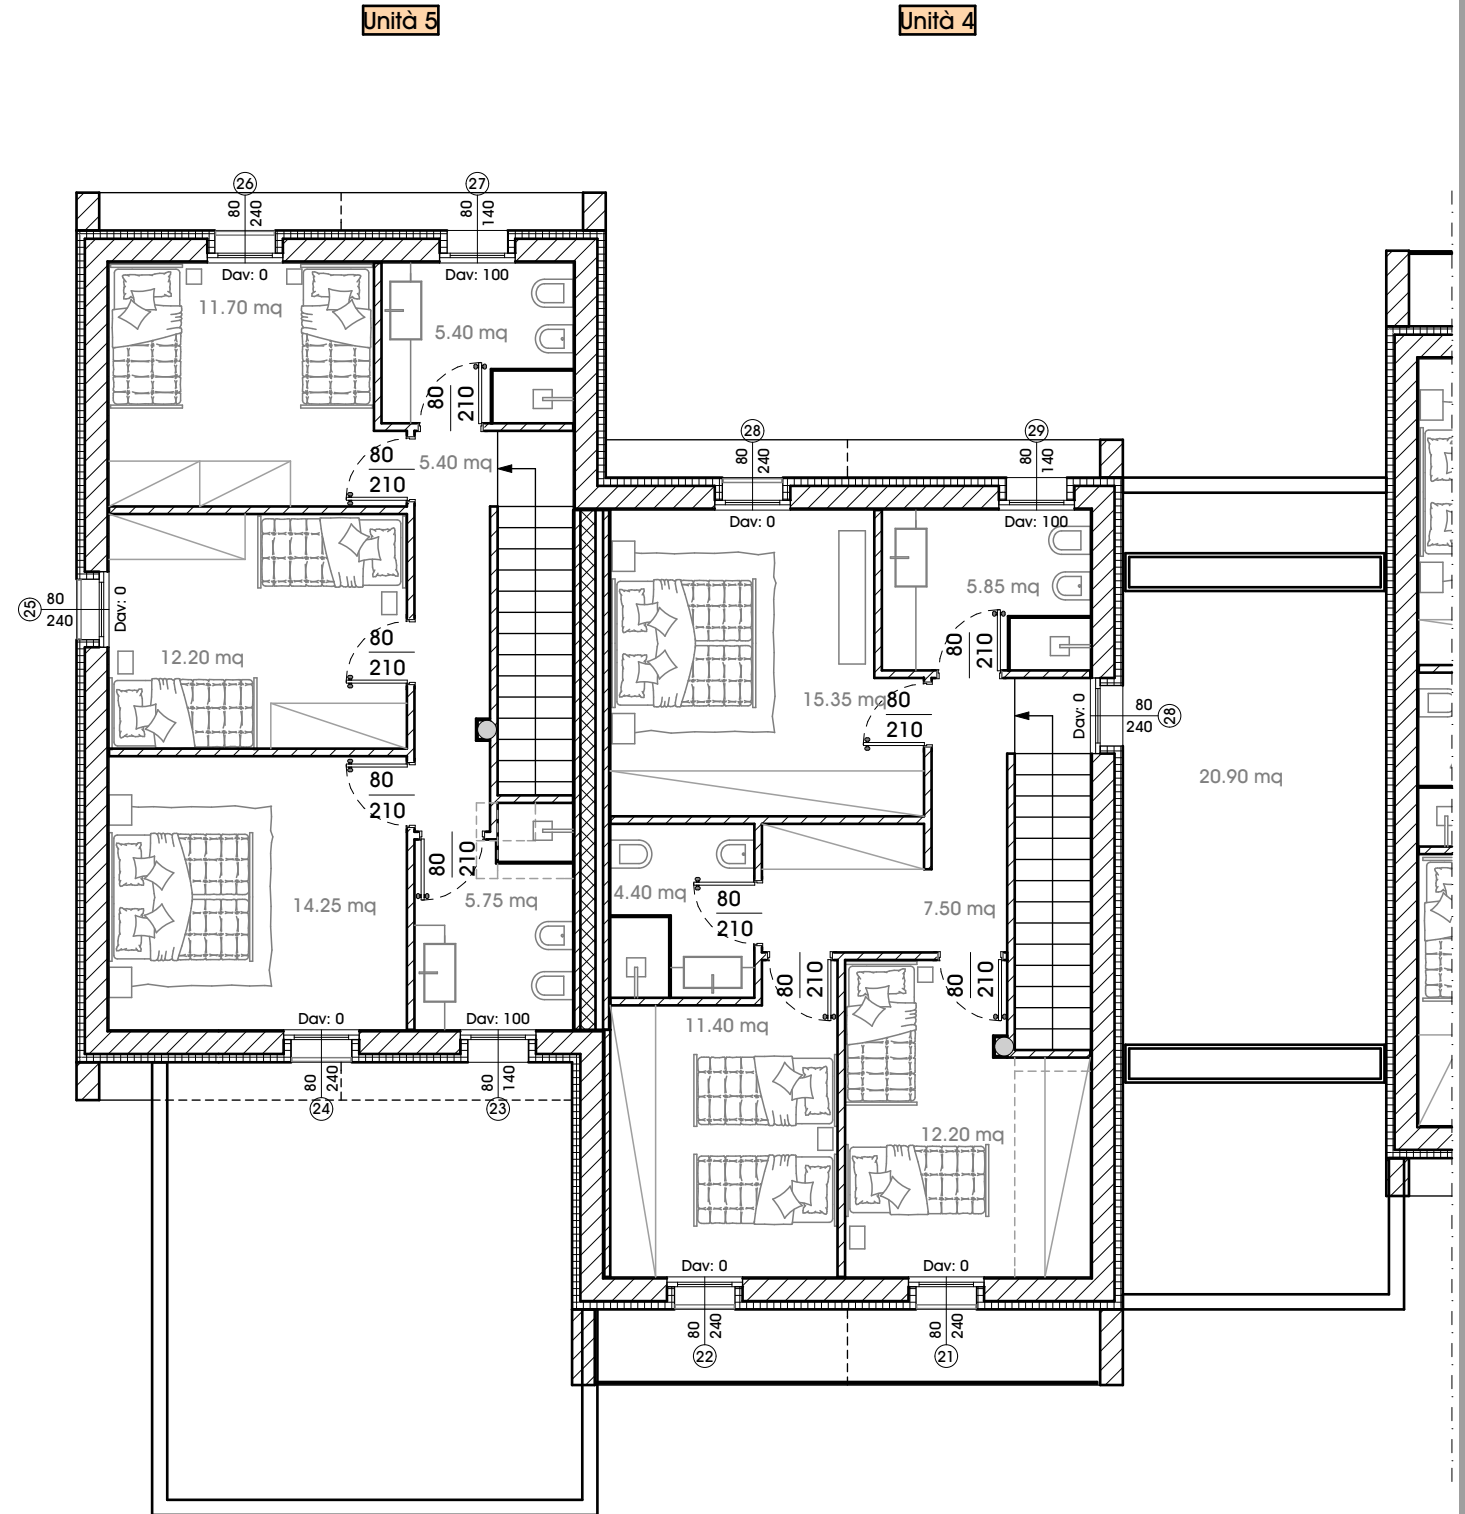 Unità 5
Unità 4
26
80
240
27
80
140
Dav: 0
Dav: 100
11.70 mq
5.40 mq
80
210
80
210
5.40 mq
28
80
240
29
80
140
Dav: 0
Dav: 100
25
80
240
Dav: 0
12.20 mq
80
210
5.85 mq
80
210
15.35 mq
80
210
Dav: 0
80
240
28
80
210
20.90 mq
80
210
14.25 mq
5.75 mq
4.40 mq
80
210
7.50 mq
80
210
80
210
Dav: 0
Dav: 100
11.40 mq
80
240
24
80
140
23
12.20 mq
Dav: 0
Dav: 0
80
240
22
80
240
21